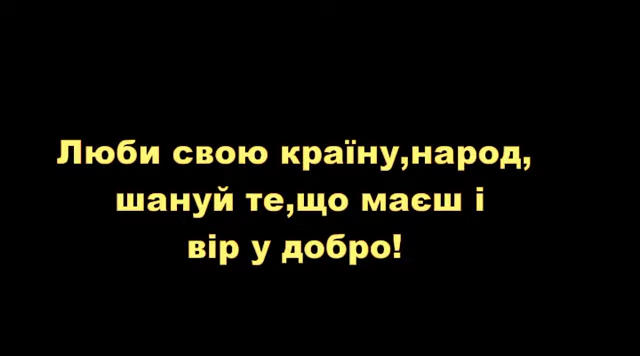 Люби свою країну,народ,
шануй те,що маєш і
вір у добро!